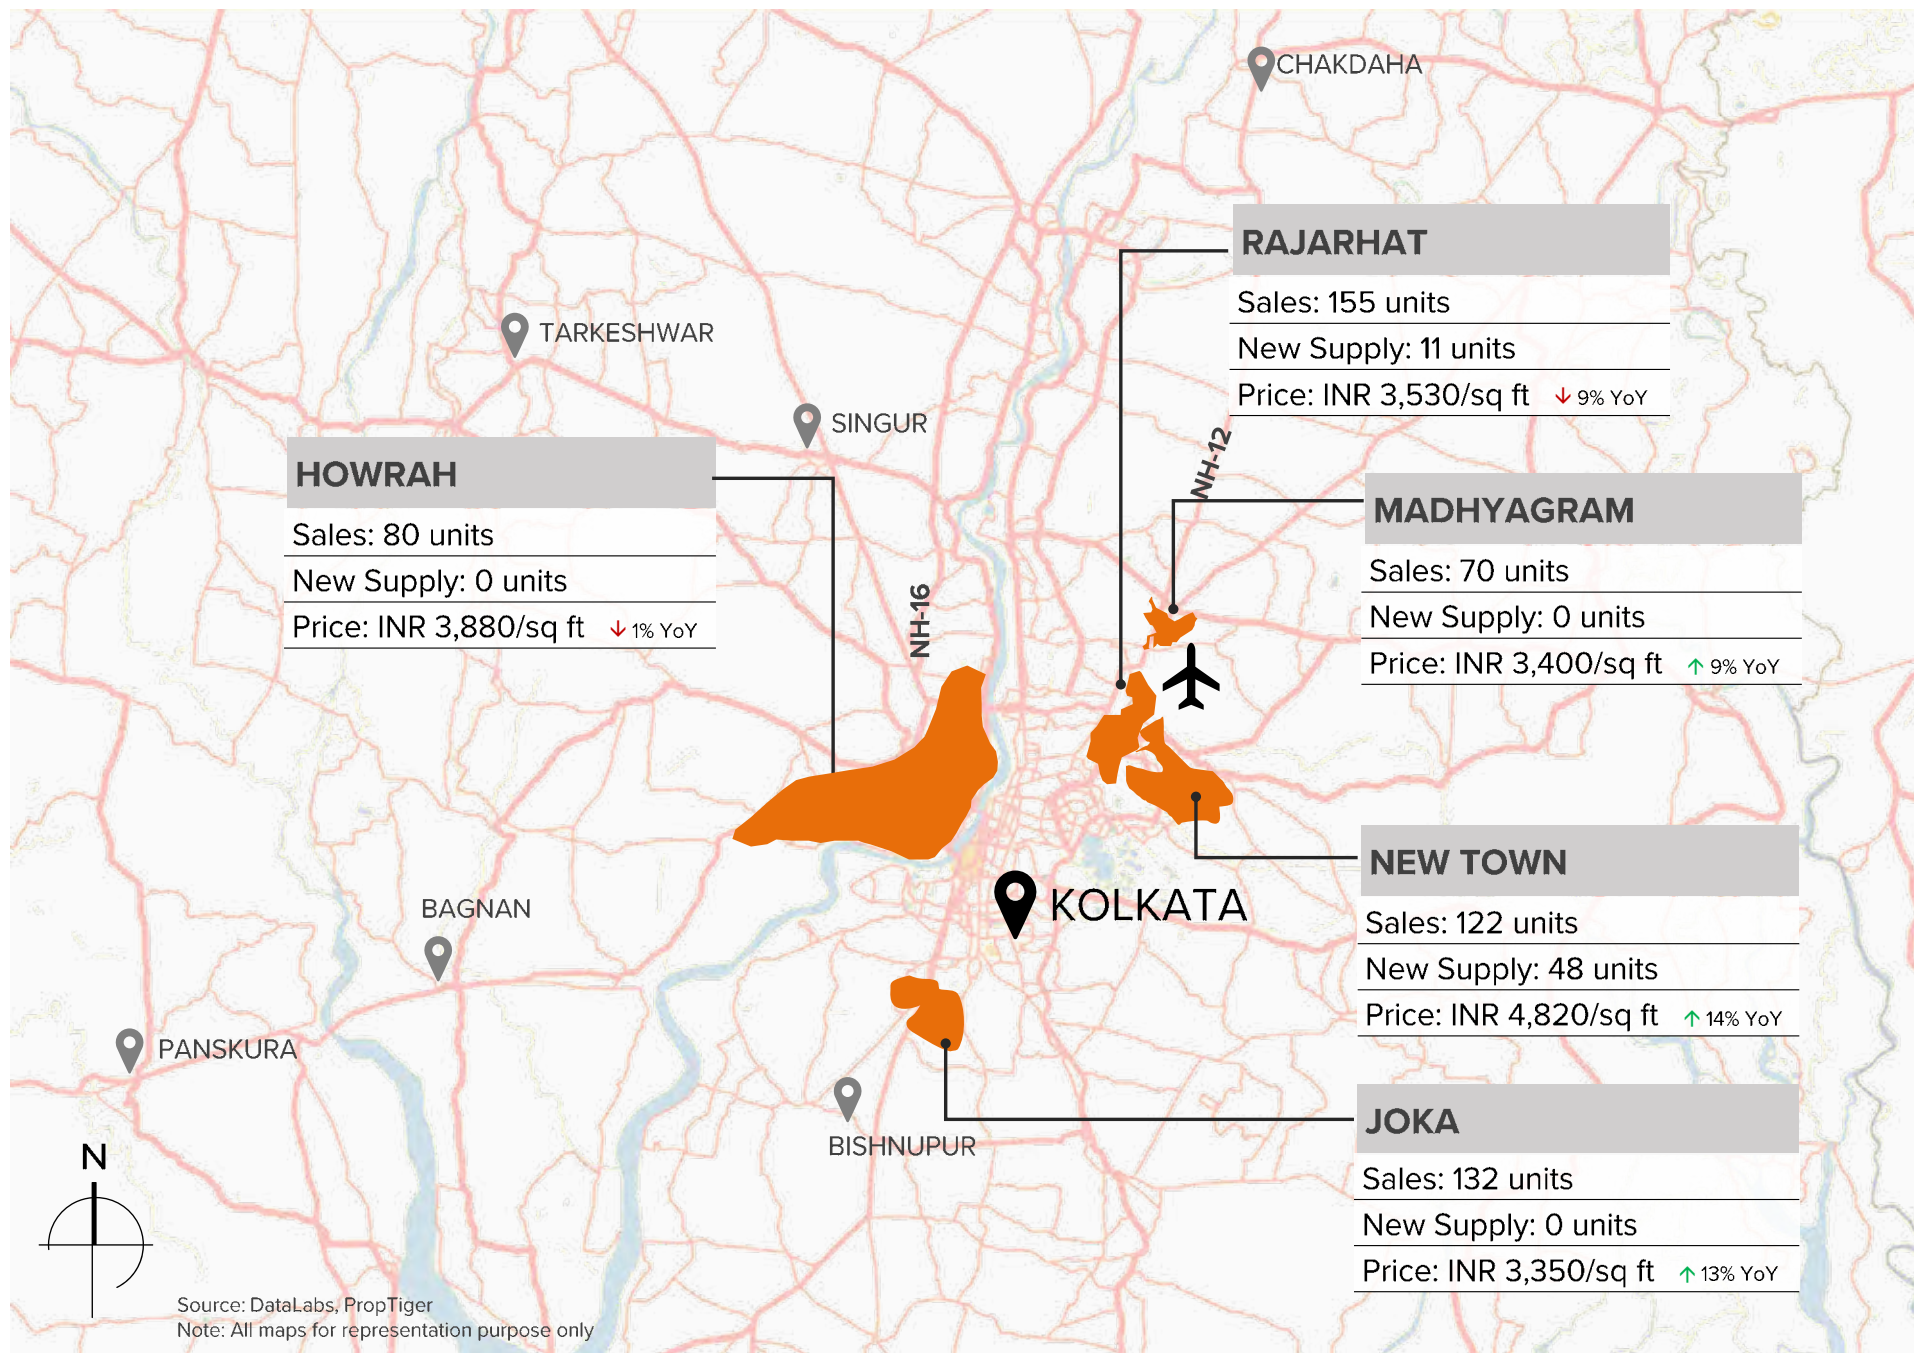 CHAKDAHA
RAJARHAT
Sales: 155 units
New Supply: 11 units
Price: INR 3,530/sq ft ↓ 9% YoY
TARKESHWAR
SINGUR
NH-12
HOWRAH
Sales: 80 units
New Supply: 0 units
Price: INR 3,880/sq ft ↓ 1% YoY
MADHYAGRAM
Sales: 70 units
New Supply: 0 units
Price: INR 3,400/sq ft ↑ 9% YoY
NH-16
NEW TOWN
Sales: 122 units
New Supply: 48 units
Price: INR 4,820/sq ft ↑ 14% YoY
KOLKATA
BAGNAN
PANSKURA
JOKA
Sales: 132 units
New Supply: 0 units
Price: INR 3,350/sq ft ↑ 13% YoY
BISHNUPUR
N
Source: DataLabs, PropTiger
Note: All maps for representation purpose only